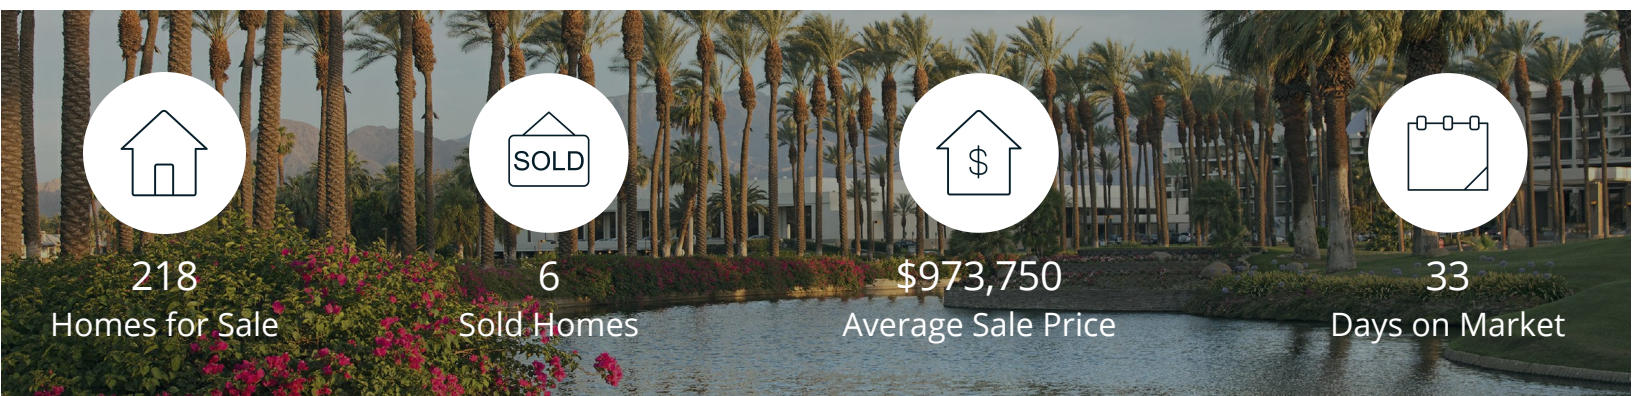 SOLD
$
218
Homes for Sale
6
Sold Homes
$973,750
Average Sale Price
33
Days on Market